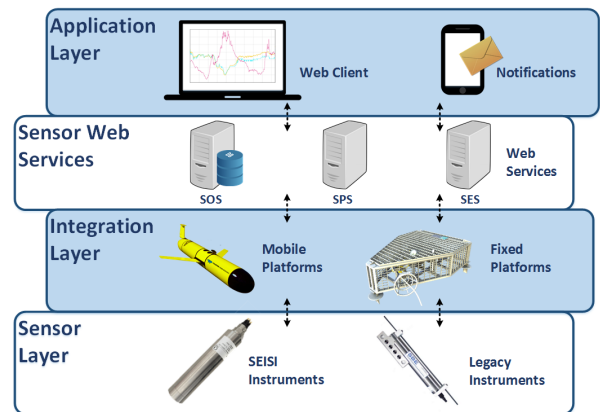 Application
Layer
Web Client
Notifications
Sensor Web
Services
Web
Services
SOS
SPS
SES
Integration
Layer
Mobile
Platforms
Fixed
Platforms
Sensor
Layer
SEISI
Instruments
Legacy
Instruments